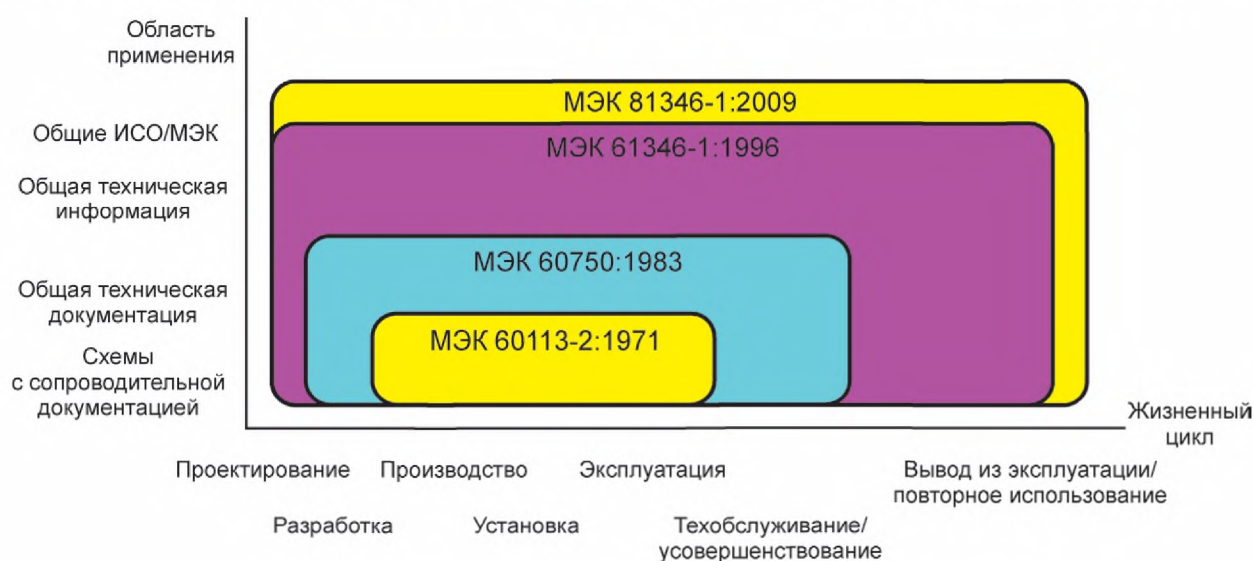 Область
применения
МЭК 81346-1:2009
Общие ИСО/МЭК
МЭК 61346-1:1996
Общая техническая
информация
МЭК 60750:1983
Общая техническая
документация
МЭК 60113-2:1971
Схемы
с сопроводительной
документацией
Жизненный
цикл
Проектирование
Производство
Эксплуатация
Вывод из эксплуатации/
повторное использование
Разработка
Установка
Техобслуживание/
усовершенствование